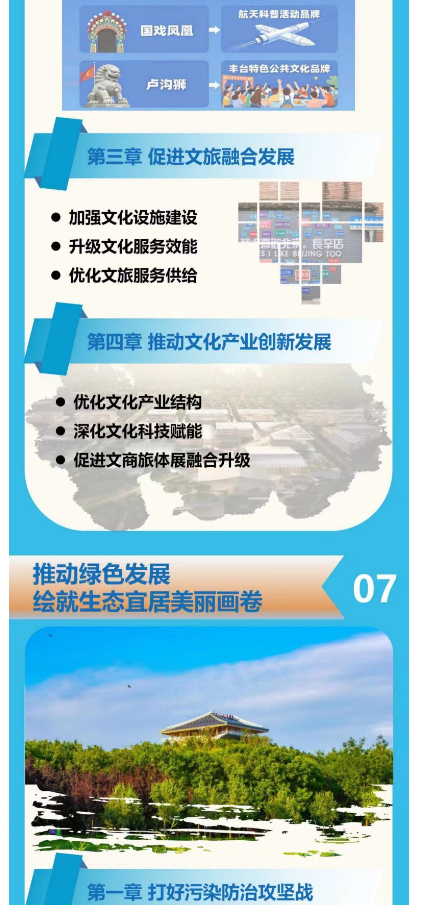 国戏凤凰
航天科普活动品牌
卢沟狮
丰台特色公共文化品牌
第三章 促进文旅融合发展
● 加强文化设施建设
● 升级文化服务效能
● 优化文旅服务供给
第四章 推动文化产业创新发展
● 优化文化产业结构
● 深化文化科技赋能
● 促进文商旅体展融合升级
推动绿色发展
绘就生态宜居美丽画卷
07
第一章 打好污染防治攻坚战